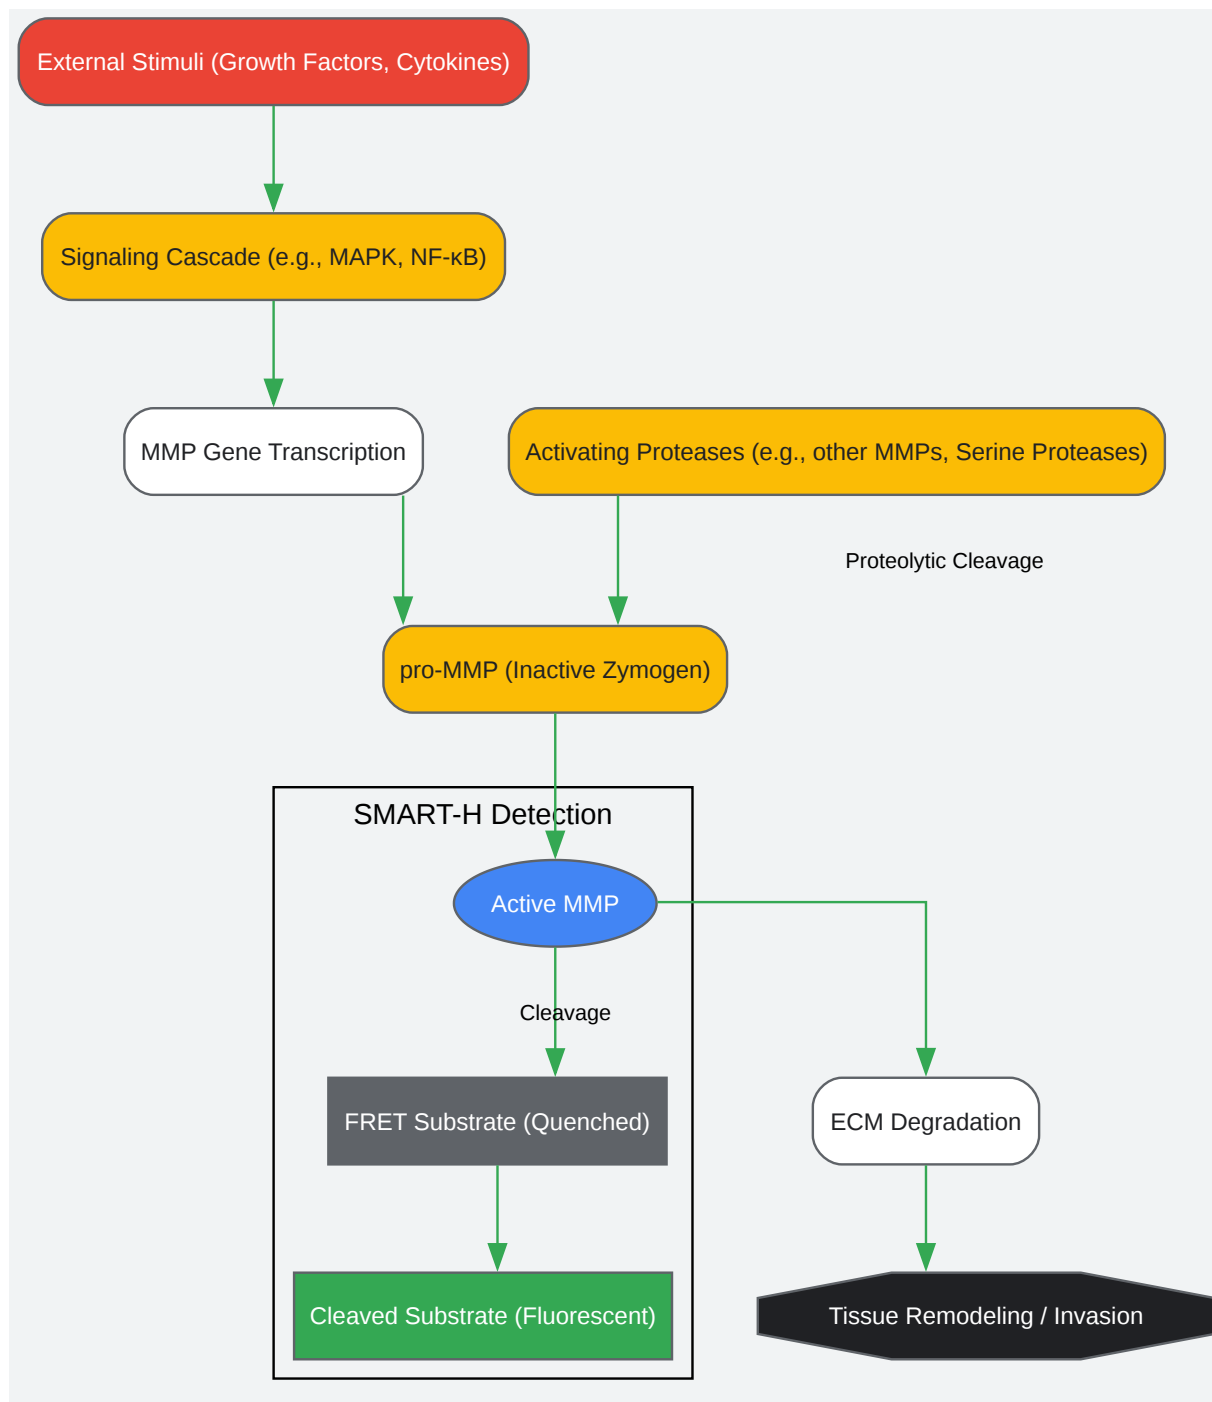 External Stimuli (Growth Factors, Cytokines)
Signaling Cascade (e.g., MAPK, NF-κB)
MMP Gene Transcription
Activating Proteases (e.g., other MMPs, Serine Proteases)
Proteolytic Cleavage
pro-MMP (Inactive Zymogen)
SMART-H Detection
Active MMP
Cleavage
FRET Substrate (Quenched)
ECM Degradation
Cleaved Substrate (Fluorescent)
Tissue Remodeling / Invasion